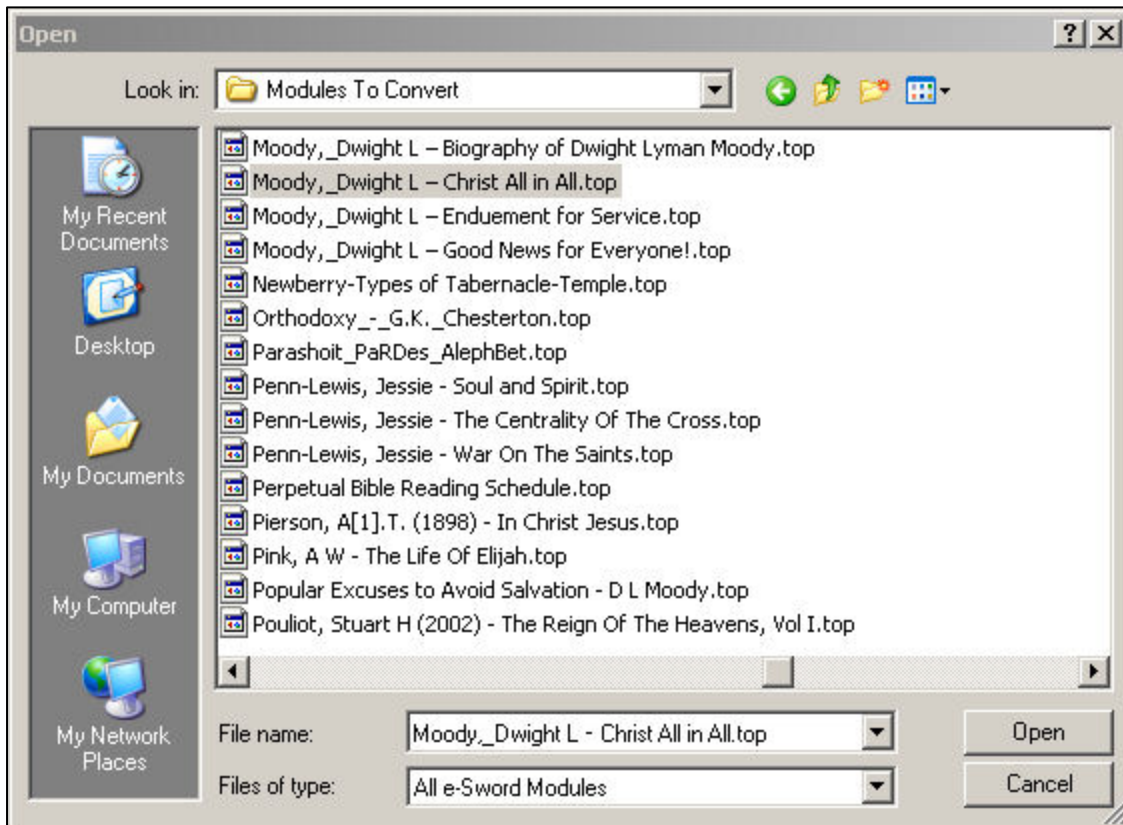 Open
Look in: Modules To Convert
My Recent
Documents
Desktop
My Documents
My Computer
My Network
Places
Moody,_Dwight L – Biography of Dwight Lyman Moody.top
Moody,_Dwight L – Christ All in All.top
Moody,_Dwight L – Enduement for Service.top
Moody,_Dwight L – Good News for Everyone!.top
Newberry-Types of Tabernacle-Temple.top
Orthodoxy_-_G.K._Chesterton.top
Parashoit_PaRDes_AlephBet.top
Penn-Lewis, Jessie - Soul and Spirit.top
Penn-Lewis, Jessie - The Centrality Of The Cross.top
Penn-Lewis, Jessie - War On The Saints.top
Perpetual Bible Reading Schedule.top
Pierson, A[1].T. (1898) - In Christ Jesus.top
Pink, A W - The Life Of Elijah.top
Popular Excuses to Avoid Salvation - D L Moody.top
Pouliot, Stuart H (2002) - The Reign Of The Heavens, Vol I.top
File name: Moody,_Dwight L - Christ All in All.top Open
Files of type: All e-Sword Modules Cancel